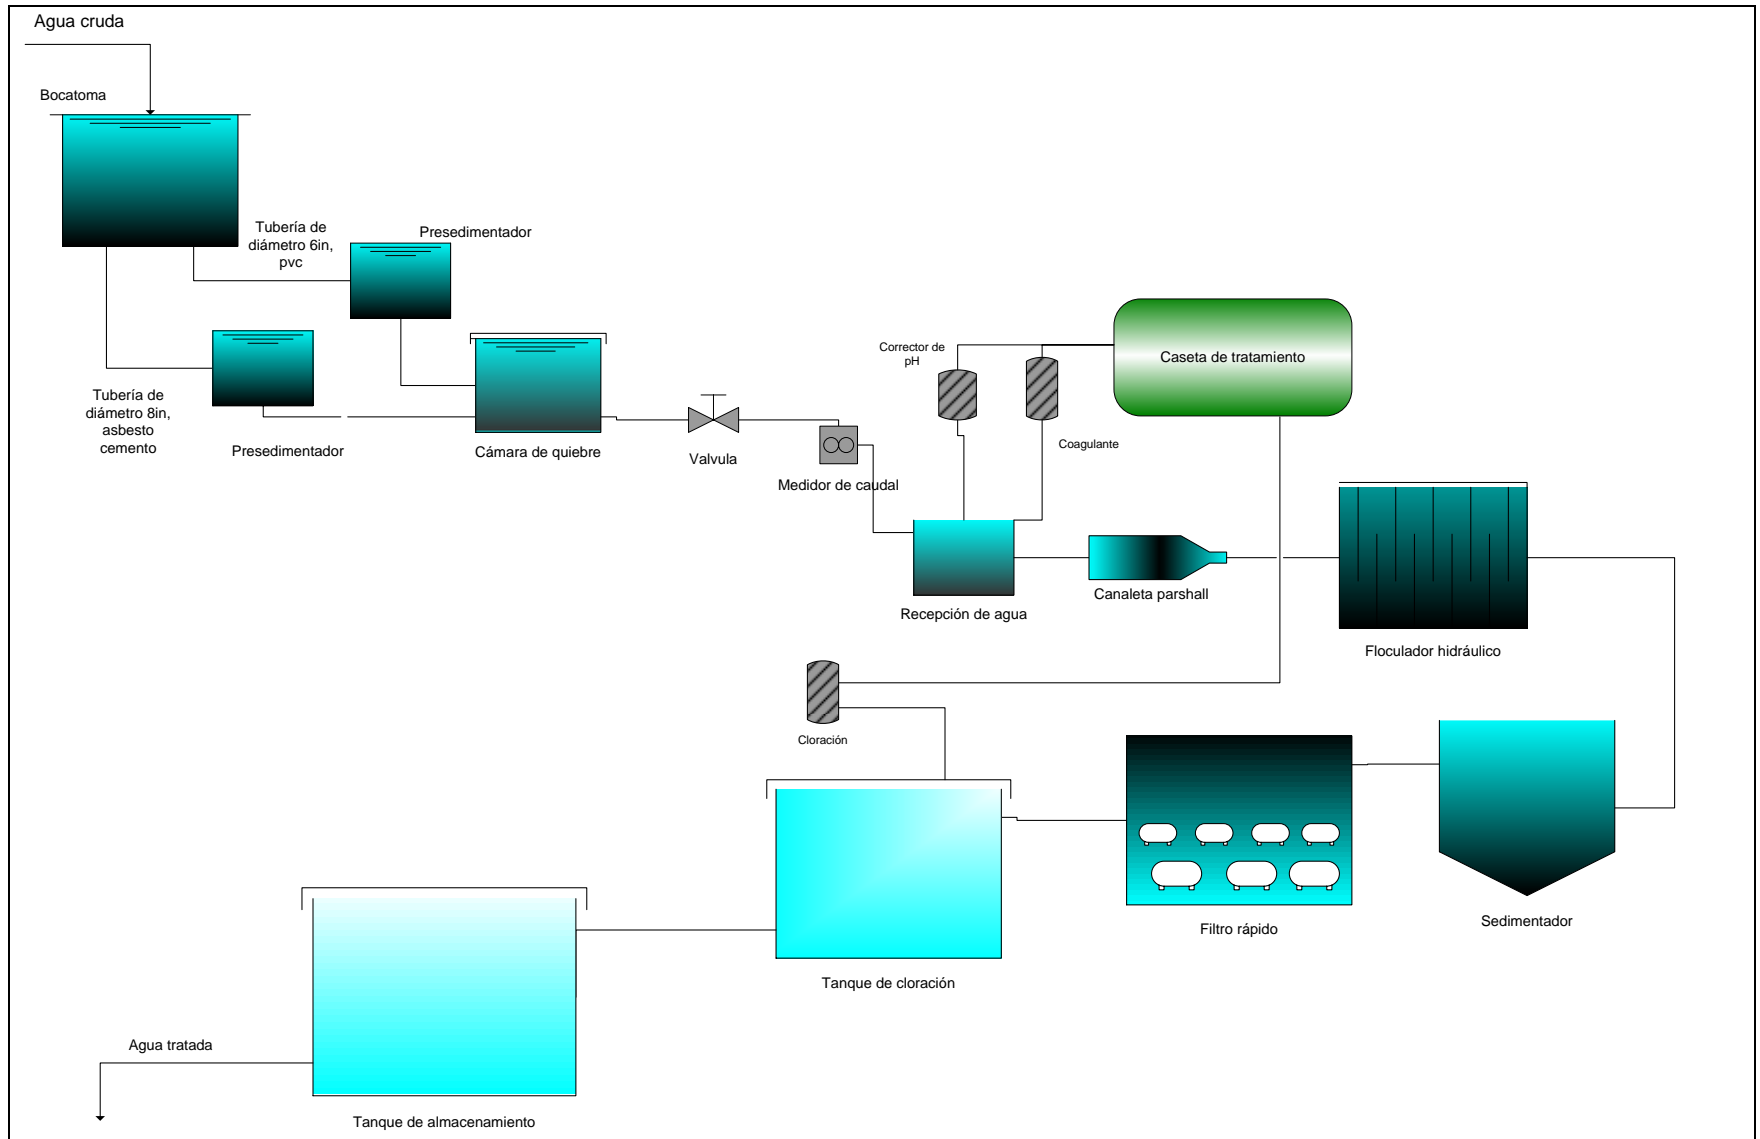 Agua cruda
Bocatoma
Tubería de
diámetro 6in,
pvc
Presedimentador
Tubería de
diámetro 8in,
asbesto
cemento
Presedimentador
Cámara de quiebre
Valvula
Medidor de caudal
Corrector de
pH
Coagulante
Caseta de tratamiento
Recepción de agua
Canaleta parshall
Floculador hidráulico
Cloración
Sedimentador
Filtro rápido
Tanque de cloración
Agua tratada
Tanque de almacenamiento